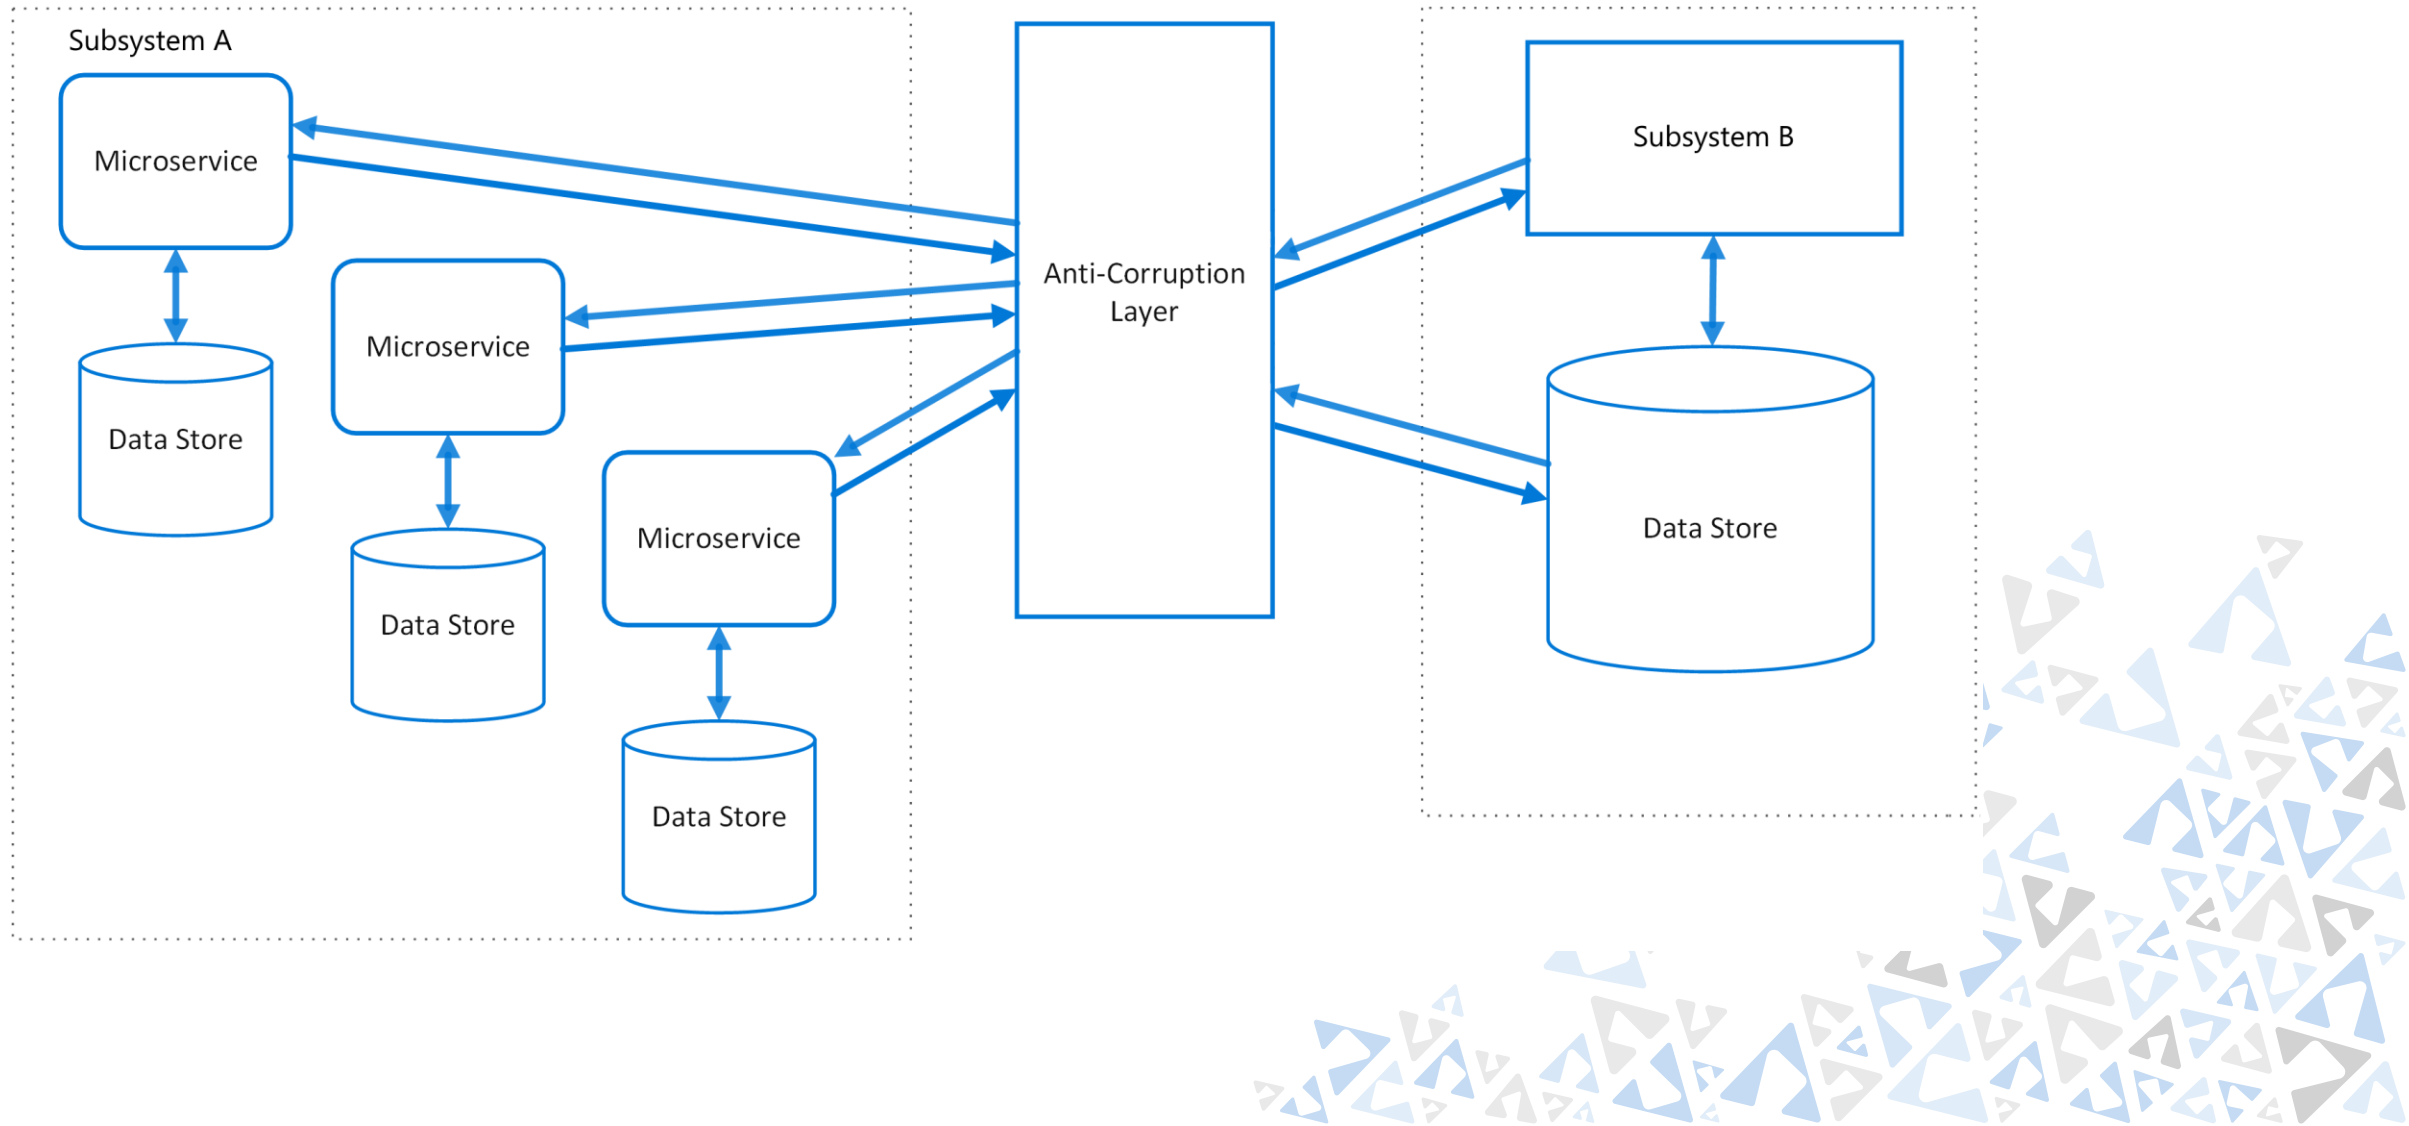 Subsystem A
Microservice
Data Store
Microservice
Data Store
Microservice
Data Store
Anti-Corruption
Layer
Subsystem B
Data Store